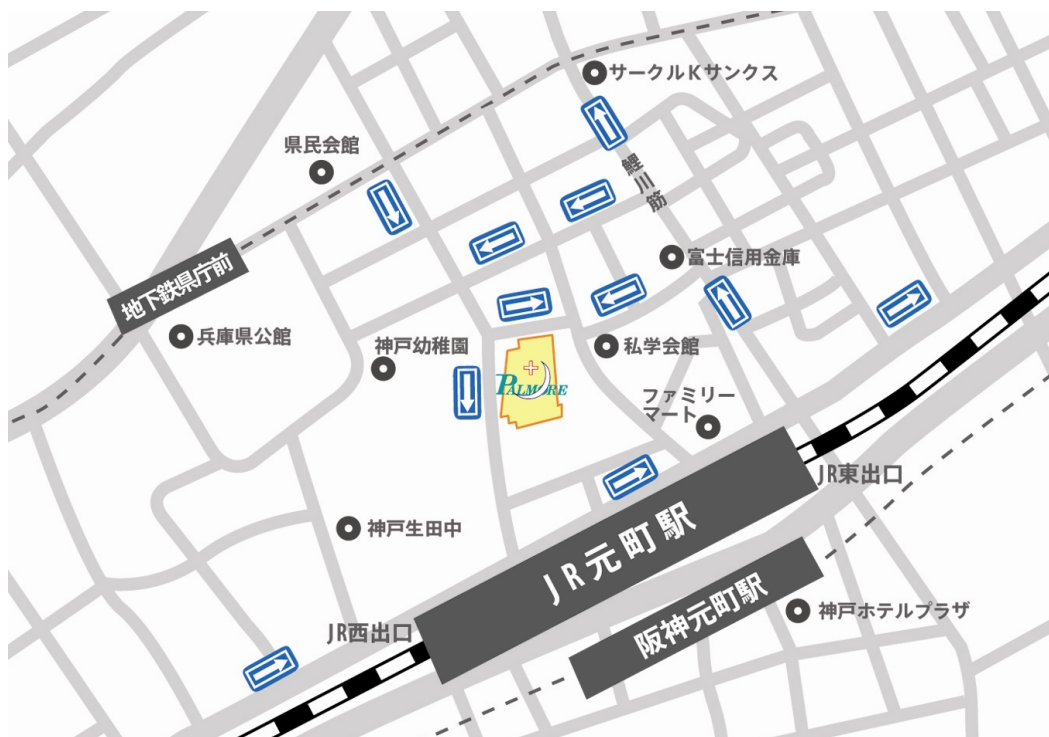 サークルKサンクス
県民会館
鯉川筋
富士信用金庫
地下鉄県庁前
兵庫県公館
神戸幼稚園
PALMORE
私学会館
ファミリー
マート
JR東出口
神戸生田中
JR元町駅
JR西出口
阪神元町駅
神戸ホテルプラザ